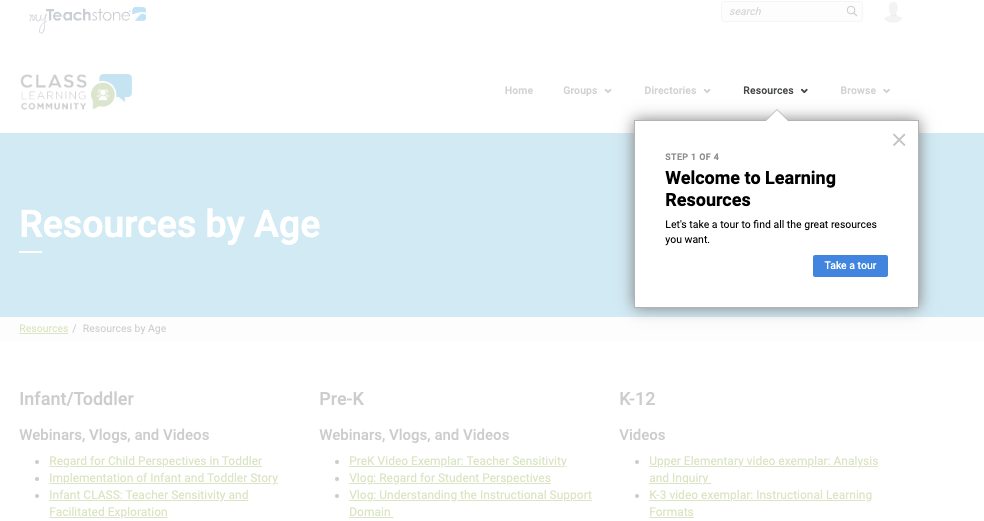 myTeachstone
search
CLASS
LEARNING
COMMUNITY
Home Groups Directories Resources Browse
STEP 1 OF 4
Welcome to Learning
Resources
Let's take a tour to find all the great resources
you want.
Take a tour
Resources by Age
Resources / Resources by Age
Infant/Toddler
Webinars, Vlogs, and Videos
Regard for Child Perspectives in Toddler
Implementation of Infant and Toddler Story
Infant CLASS: Teacher Sensitivity and
Facilitated Exploration
Pre-K
Webinars, Vlogs, and Videos
PreK Video Exemplar: Teacher Sensitivity
Vlog: Regard for Student Perspectives
Vlog: Understanding the Instructional Support
Domain
K-12
Videos
Upper Elementary video exemplar: Analysis
and Inquiry
K-3 video exemplar: Instructional Learning
Formats